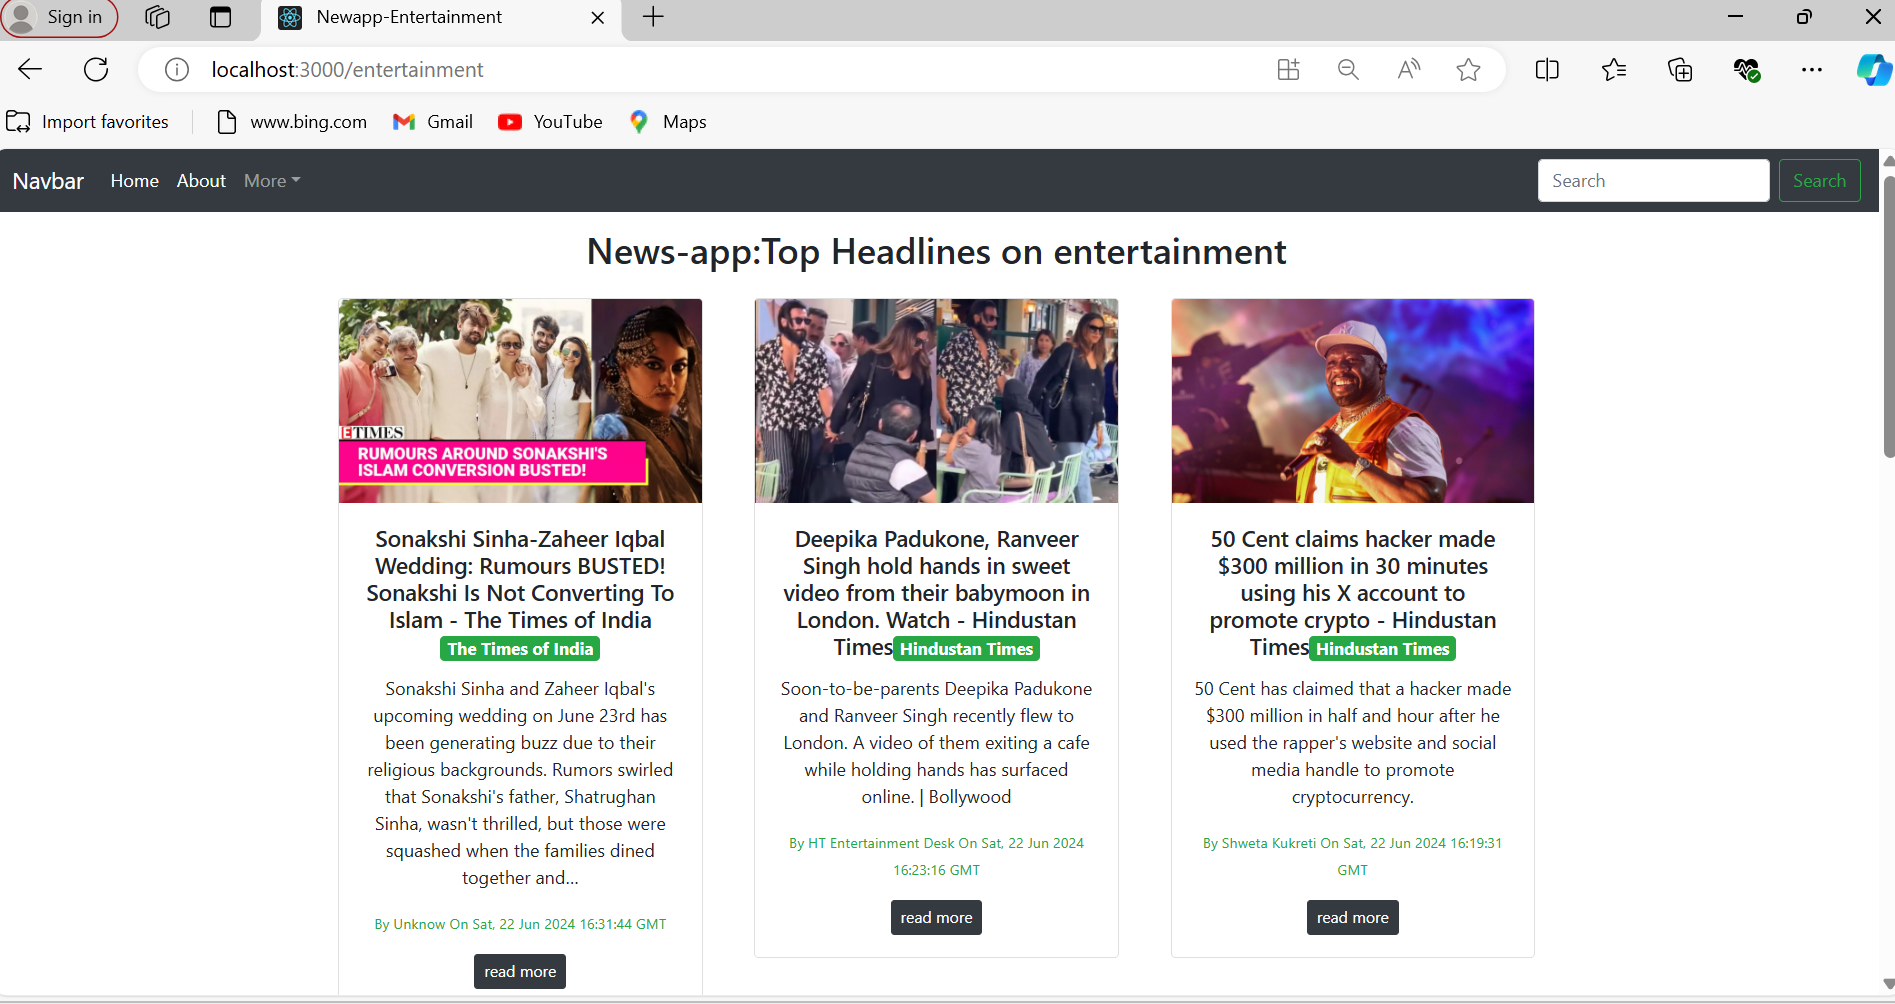 Sign in
Newapp-Entertainment
localhost:3000/entertainment
Import favorites
www.bing.com
Gmail
YouTube
Maps
Navbar
Home
About
More
Search
Search
News-app:Top Headlines on entertainment
ETIMES
RUMOURS AROUND SONAKSHI'S
ISLAM CONVERSION BUSTED!
Sonakshi Sinha-Zaheer Iqbal
Wedding: Rumours BUSTED!
Sonakshi Is Not Converting To
Islam - The Times of India
The Times of India
Sonakshi Sinha and Zaheer Iqbal's
upcoming wedding on June 23rd has
been generating buzz due to their
religious backgrounds. Rumors swirled
that Sonakshi's father, Shatrughan
Sinha, wasn't thrilled, but those were
squashed when the families dined
together and…
By Unknow On Sat, 22 Jun 2024 16:31:44 GMT
read more
Deepika Padukone, Ranveer
Singh hold hands in sweet
video from their babymoon in
London. Watch - Hindustan
Times Hindustan Times
Soon-to-be-parents Deepika Padukone
and Ranveer Singh recently flew to
London. A video of them exiting a cafe
while holding hands has surfaced
online. | Bollywood
By HT Entertainment Desk On Sat, 22 Jun 2024
16:23:16 GMT
read more
50 Cent claims hacker made
$300 million in 30 minutes
using his X account to
promote crypto - Hindustan
Times Hindustan Times
50 Cent has claimed that a hacker made
$300 million in half and hour after he
used the rapper's website and social
media handle to promote
cryptocurrency.
By Shweta Kukreti On Sat, 22 Jun 2024 16:19:31
GMT
read more